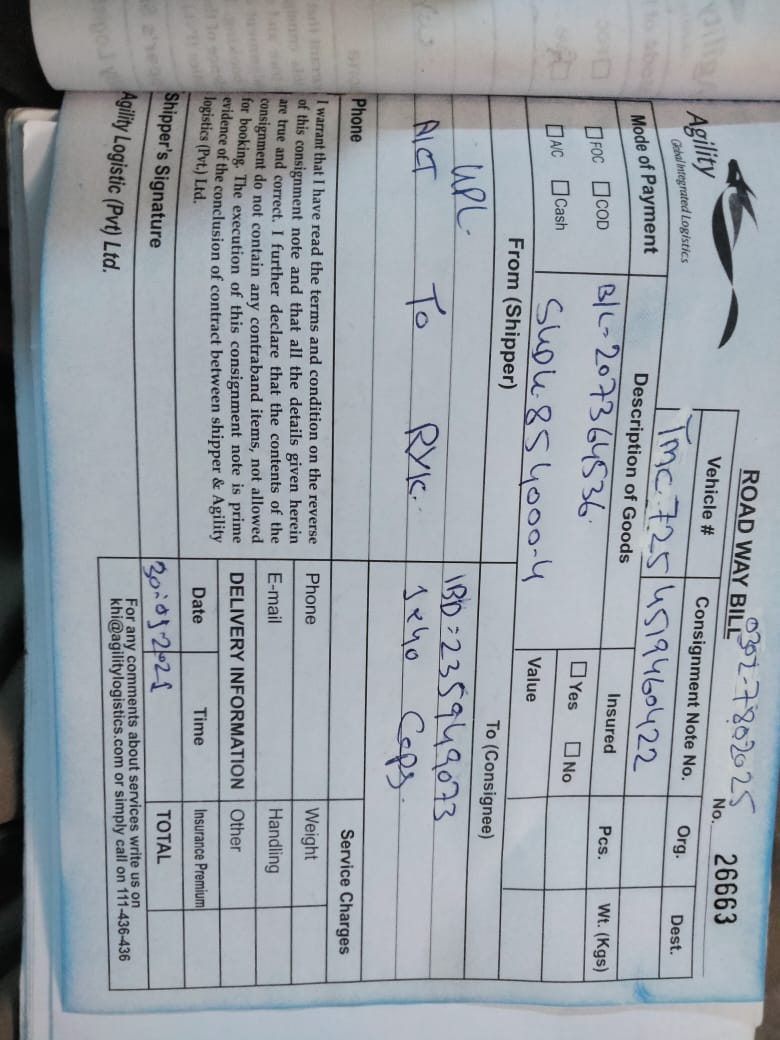 ROAD WAY BILL 0302-7802025
No. 26663
Agility
Global Integrated Logistics
Vehicle # Consignment Note No. Org. Dest.
TMC 725 4519460422
Mode of Payment Description of Goods Insured Pcs. Wt. (Kgs)
FOC COD B/L-207364536 Yes No
A/C Cash 854000-4 Value
From (Shipper) To (Consignee)
UPL IBD=235949073
AICT To RYK. 1x40
Phone Service Charges
I warrant that I have read the terms and condition on the reverse
of this consignment note and that all the details given herein
are true and correct. I further declare that the contents of the
consignment do not contain any contraband items, not allowed
for booking. The execution of this consignment note is prime
evidence of the conclusion of contract between shipper & Agility
logistics (Pvt.) Ltd.
Phone Weight
E-mail Handling
DELIVERY INFORMATION Other
Date Time Insurance Premium
Shipper's Signature 30-05-2025 TOTAL
Agility Logistic (Pvt) Ltd.
For any comments about services write us on
khi@agilitylogistics.com or simply call on 111-436-436